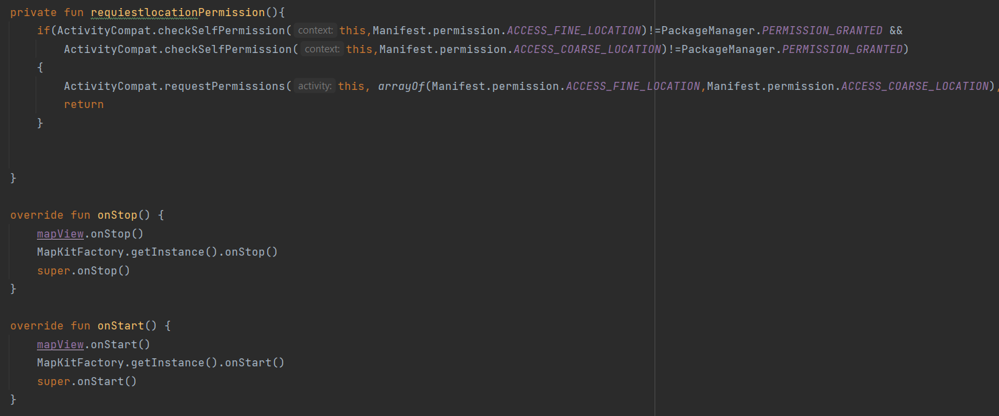 private fun requiestlocationPermission(){
if(ActivityCompat.checkSelfPermission( context: this,Manifest.permission.ACCESS_FINE_LOCATION)!=PackageManager.PERMISSION_GRANTED &&
ActivityCompat.checkSelfPermission( context: this,Manifest.permission.ACCESS_COARSE_LOCATION)!=PackageManager.PERMISSION_GRANTED)
{
ActivityCompat.requestPermissions( activity: this, arrayOf(Manifest.permission.ACCESS_FINE_LOCATION,Manifest.permission.ACCESS_COARSE_LOCATION),
return
}
}
override fun onStop() {
mapView.onStop()
MapKitFactory.getInstance().onStop()
super.onStop()
}
override fun onStart() {
mapView.onStart()
MapKitFactory.getInstance().onStart()
super.onStart()
}